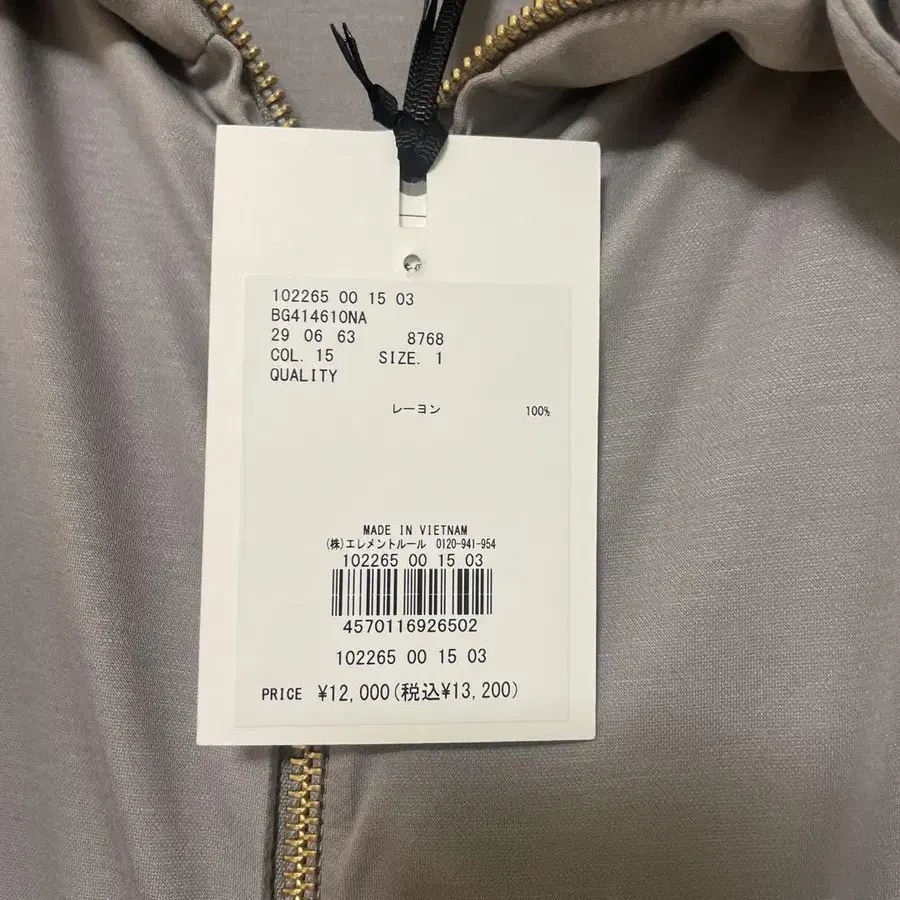 102265 00 15 03
BG414610NA
29 06 63 8768
COL. 15 SIZE. 1
QUALITY
レーヨン 100%
MADE IN VIETNAM
(株)エレメントルール 0120-941-954
102265 00 15 03
4570116926502
102265 00 15 03
PRICE ¥12,000(税込¥13,200)